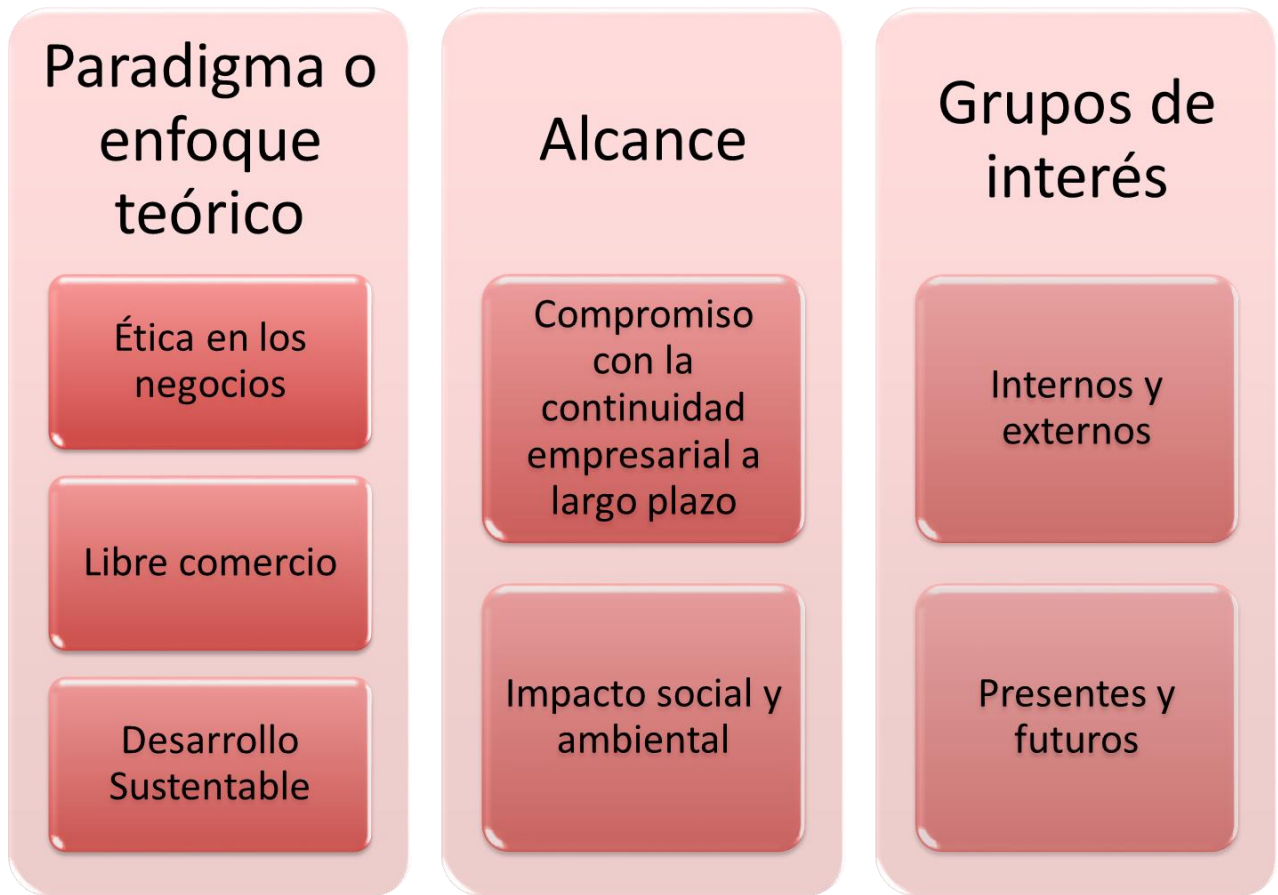 Paradigma o
enfoque
teórico
Ética en los
negocios
Libre comercio
Desarrollo
Sustentable
Alcance
Compromiso
con la
continuidad
empresarial a
largo plazo
Impacto social y
ambiental
Grupos de
interés
Internos y
externos
Presentes y
futuros